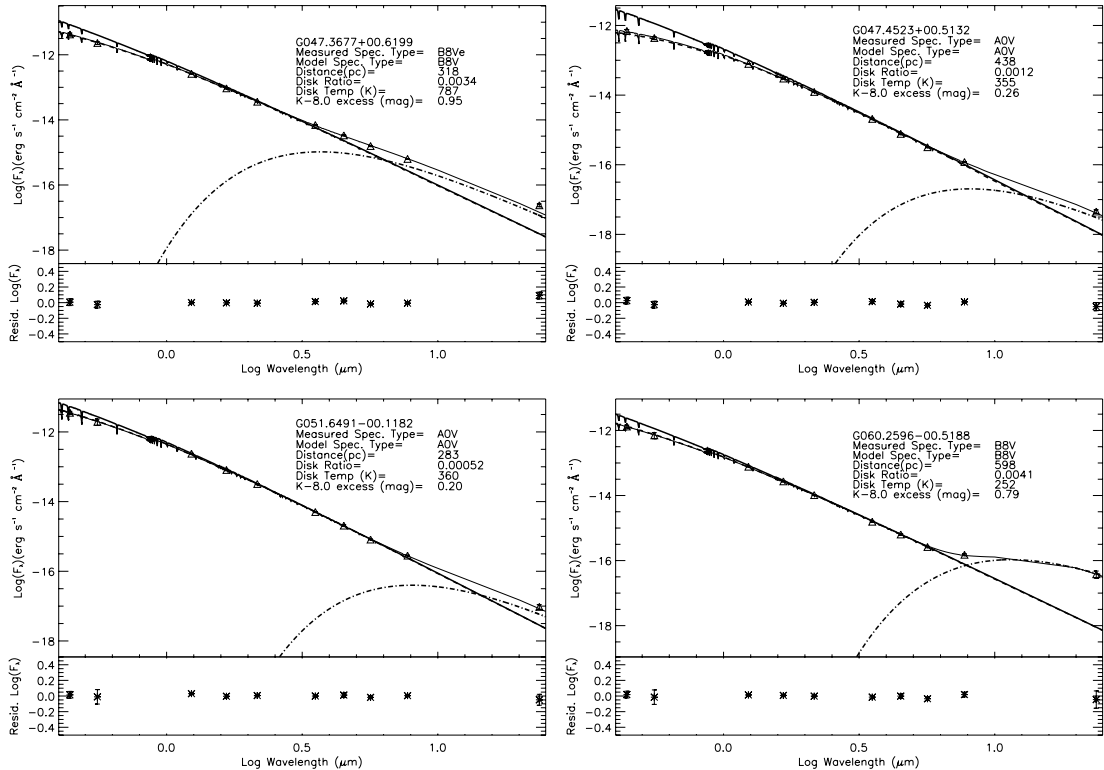 G047.3677+00.6199
Measured Spec. Type= B8Ve
Model Spec. Type= B8V
Distance(pc)= 318
Disk Ratio= 0.0034
Disk Temp (K)= 787
K-8.0 excess (mag)= 0.95
Log(Fλ)(erg s⁻¹ cm⁻² Å⁻¹)
-12
-14
-16
-18
Resid. Log(Fλ)
0.4
0.2
0.0
-0.2
-0.4
0.0 0.5 1.0
Log Wavelength (μm)
G047.4523+00.5132
Measured Spec. Type= A0V
Model Spec. Type= A0V
Distance(pc)= 438
Disk Ratio= 0.0012
Disk Temp (K)= 355
K-8.0 excess (mag)= 0.26
Log(Fλ)(erg s⁻¹ cm⁻² Å⁻¹)
-12
-14
-16
-18
Resid. Log(Fλ)
0.4
0.2
0.0
-0.2
-0.4
0.0 0.5 1.0
Log Wavelength (μm)
G051.6491-00.1182
Measured Spec. Type= A0V
Model Spec. Type= A0V
Distance(pc)= 283
Disk Ratio= 0.00052
Disk Temp (K)= 360
K-8.0 excess (mag)= 0.20
Log(Fλ)(erg s⁻¹ cm⁻² Å⁻¹)
-12
-14
-16
-18
Resid. Log(Fλ)
0.4
0.2
0.0
-0.2
-0.4
0.0 0.5 1.0
Log Wavelength (μm)
G060.2596-00.5188
Measured Spec. Type= B8V
Model Spec. Type= B8V
Distance(pc)= 598
Disk Ratio= 0.0041
Disk Temp (K)= 252
K-8.0 excess (mag)= 0.79
Log(Fλ)(erg s⁻¹ cm⁻² Å⁻¹)
-12
-14
-16
-18
Resid. Log(Fλ)
0.4
0.2
0.0
-0.2
-0.4
0.0 0.5 1.0
Log Wavelength (μm)